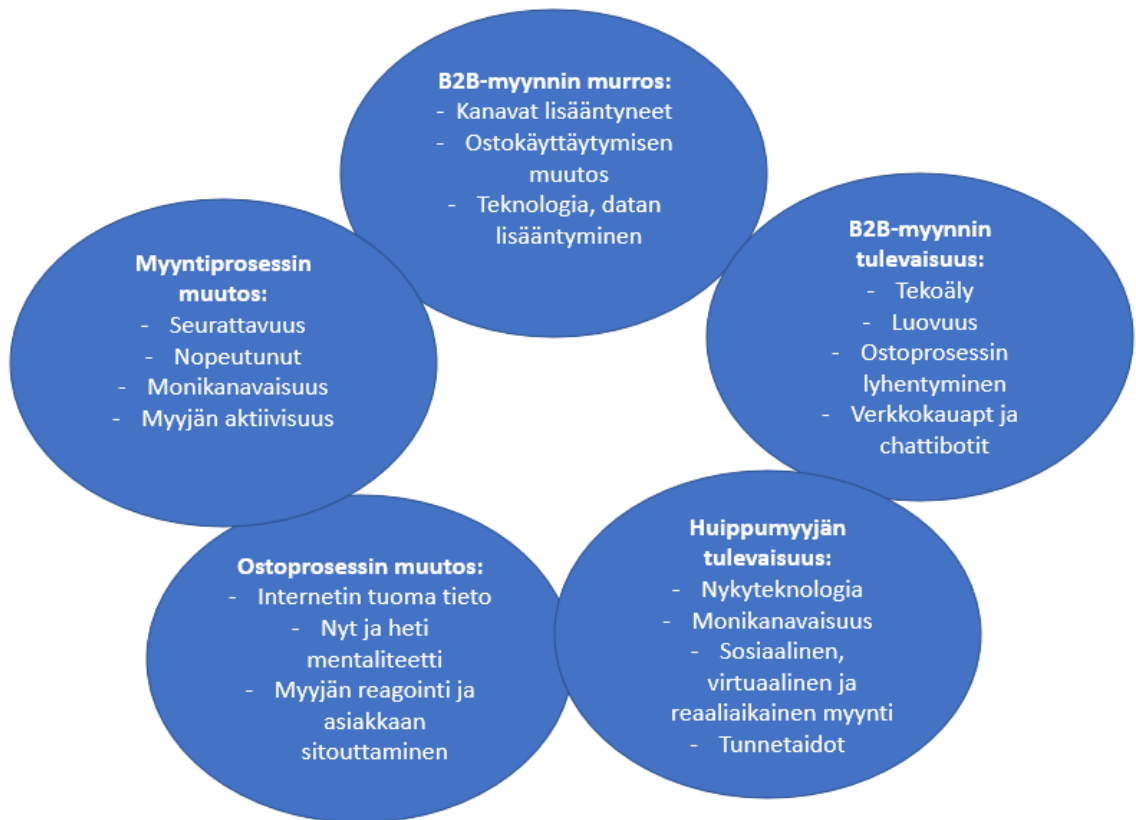 B2B-myynnin murros:
- Kanavat lisääntyneet
- Ostokäyttäytymisen
muutos
- Teknologia, datan
lisääntyminen
B2B-myynnin
tulevaisuus:
- Tekoäly
- Luovuus
- Ostoprosessin
lyhentyminen
- Verkkokauapt ja
chattibotit
Huippumyyjän
tulevaisuus:
- Nykyteknologia
- Monikanavaisuus
- Sosiaalinen,
virtuaalinen ja
reaaliaikainen myynti
- Tunnetaidot
Ostoprosessin muutos:
- Internetin tuoma tieto
- Nyt ja heti
mentaliteetti
- Myyjän reagointi ja
asiakkaan
sitouttaminen
Myyntiprosessin
muutos:
- Seurattavuus
- Nopeutunut
- Monikanavaisuus
- Myyjän aktiivisuus